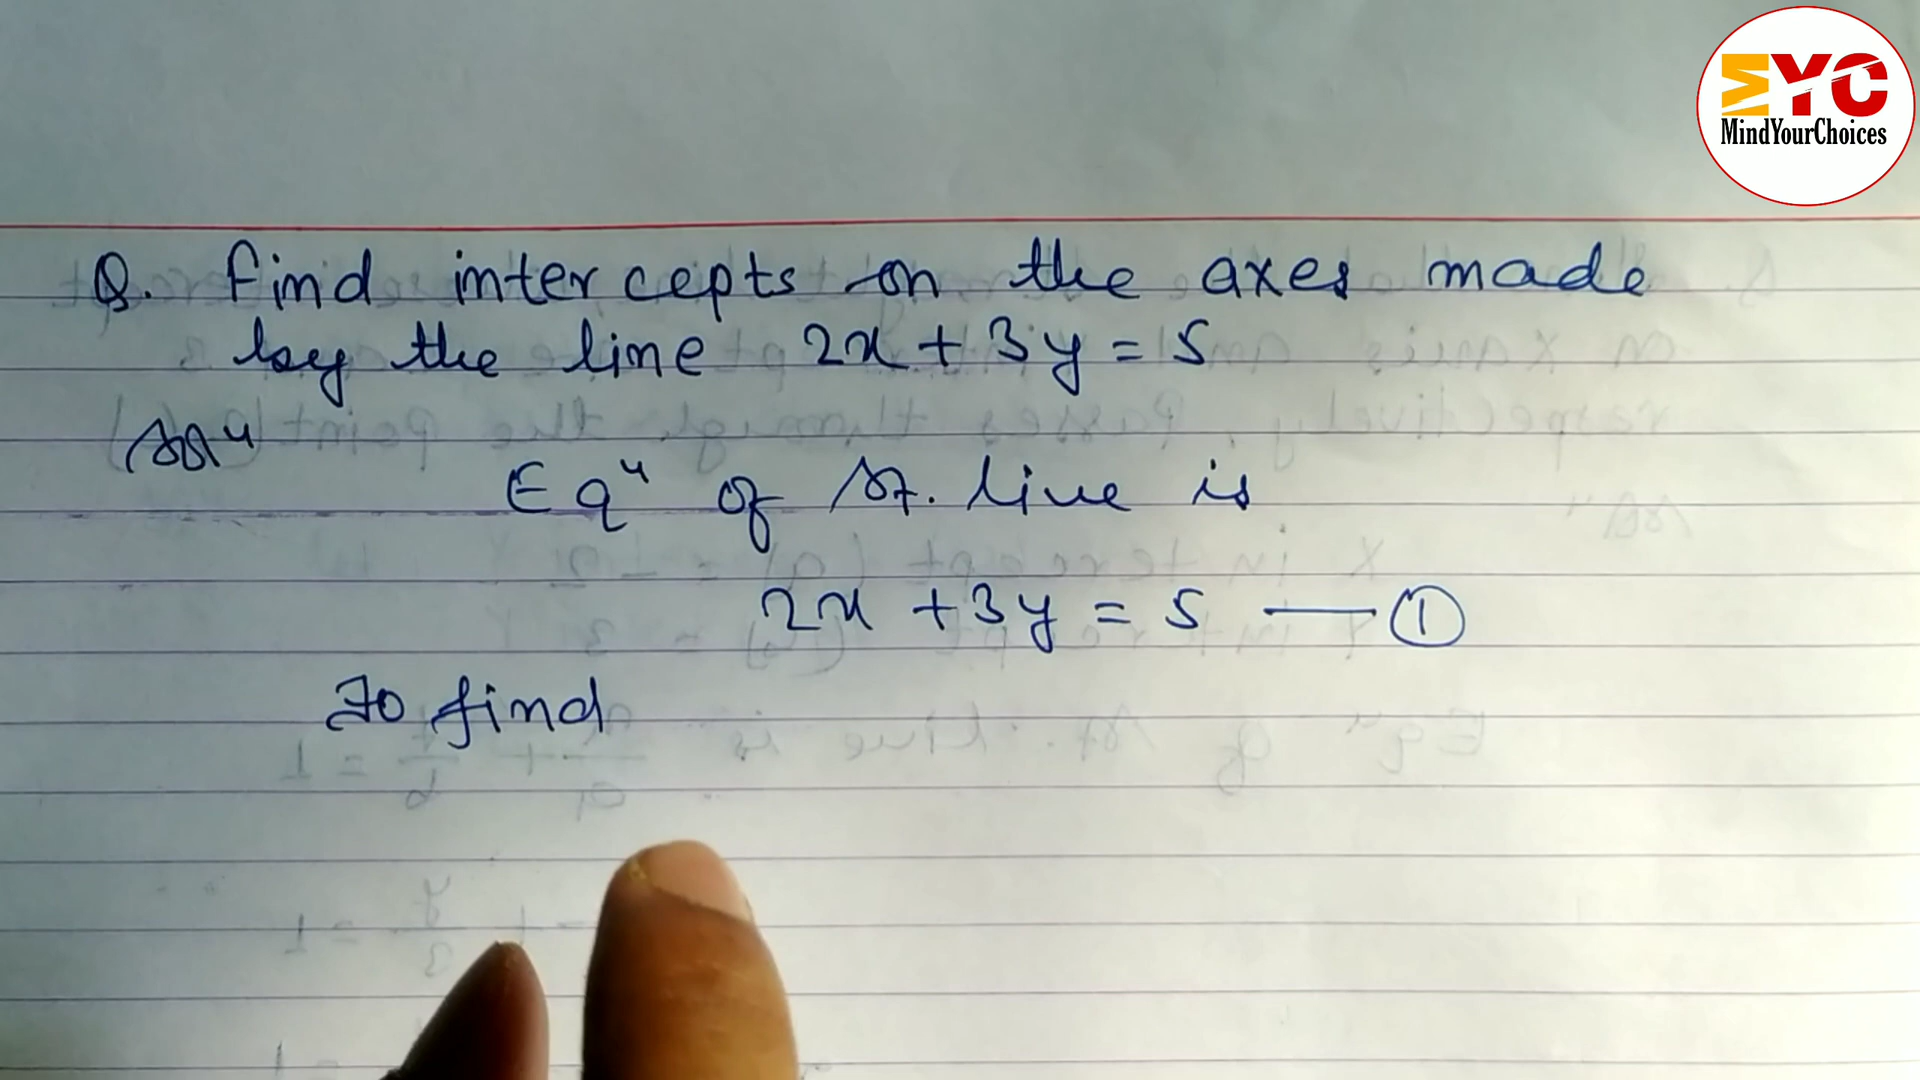 MYC
MindYourChoices
Q. Find intercepts on the axes made
by the line 2x + 3y = 5
Solⁿ
Eqⁿ of St. line is
2x + 3y = 5 — ①
To find